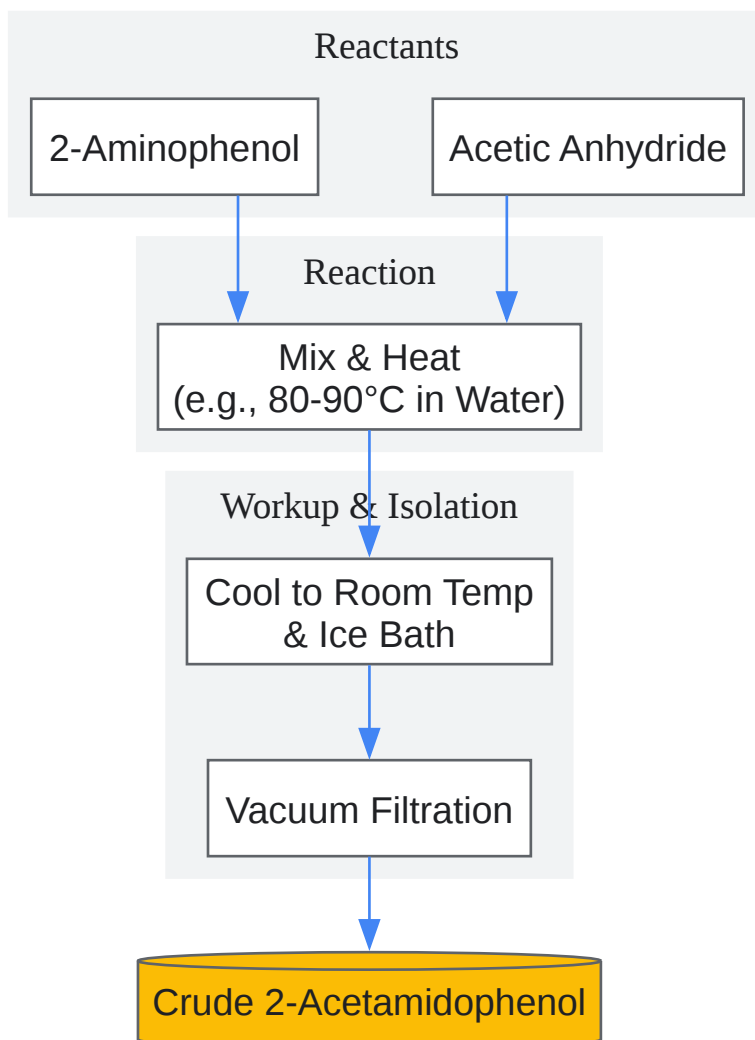 Reactants
2-Aminophenol
Acetic Anhydride
Reaction
Mix & Heat
(e.g., 80-90°C in Water)
Workup & Isolation
Cool to Room Temp
& Ice Bath
Vacuum Filtration
Crude 2-Acetamidophenol